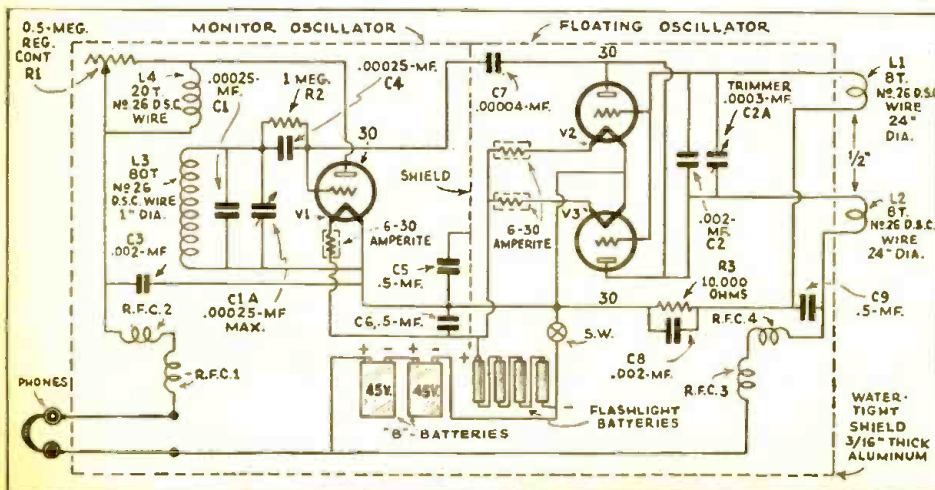 MONITOR OSCILLATOR
FLOATING OSCILLATOR
0.5-MEG.
REG.
CONT
R1
L4
20 T.
Nº 26 D.S.C.
WIRE
.00025-
MF.
C1
1 MEG.
R2
.00025-MF.
C4
30
V1
L3
80T
Nº 26
D.S.C. WIRE
1" DIA.
C3
.002-MF
C1A
.00025-MF
MAX.
6-30
AMPERITE
SHIELD
C5
.5-MF.
C6, .5-MF.
R.F.C.2
R.F.C.1
PHONES
+ - + -
45V.
45V.
"B"-BATTERIES
C7
.00004-MF.
30
V2
V3
6-30
AMPERITE
30
TRIMMER
.0003-MF.
C2A
.002-
MF.
C2
L1
8T.
Nº 26 D.S.C
WIRE
24"
DIA.
1/2"
L2
8T.
Nº 26 D.S.C.
WIRE
24" DIA.
R3
10,000
OHMS
C9
.5-MF.
C8
.002-MF.
R.F.C.4
R.F.C.3
S.W.
+
-
FLASHLIGHT
BATTERIES
WATER-
TIGHT
SHIELD
3/16" THICK
ALUMINUM